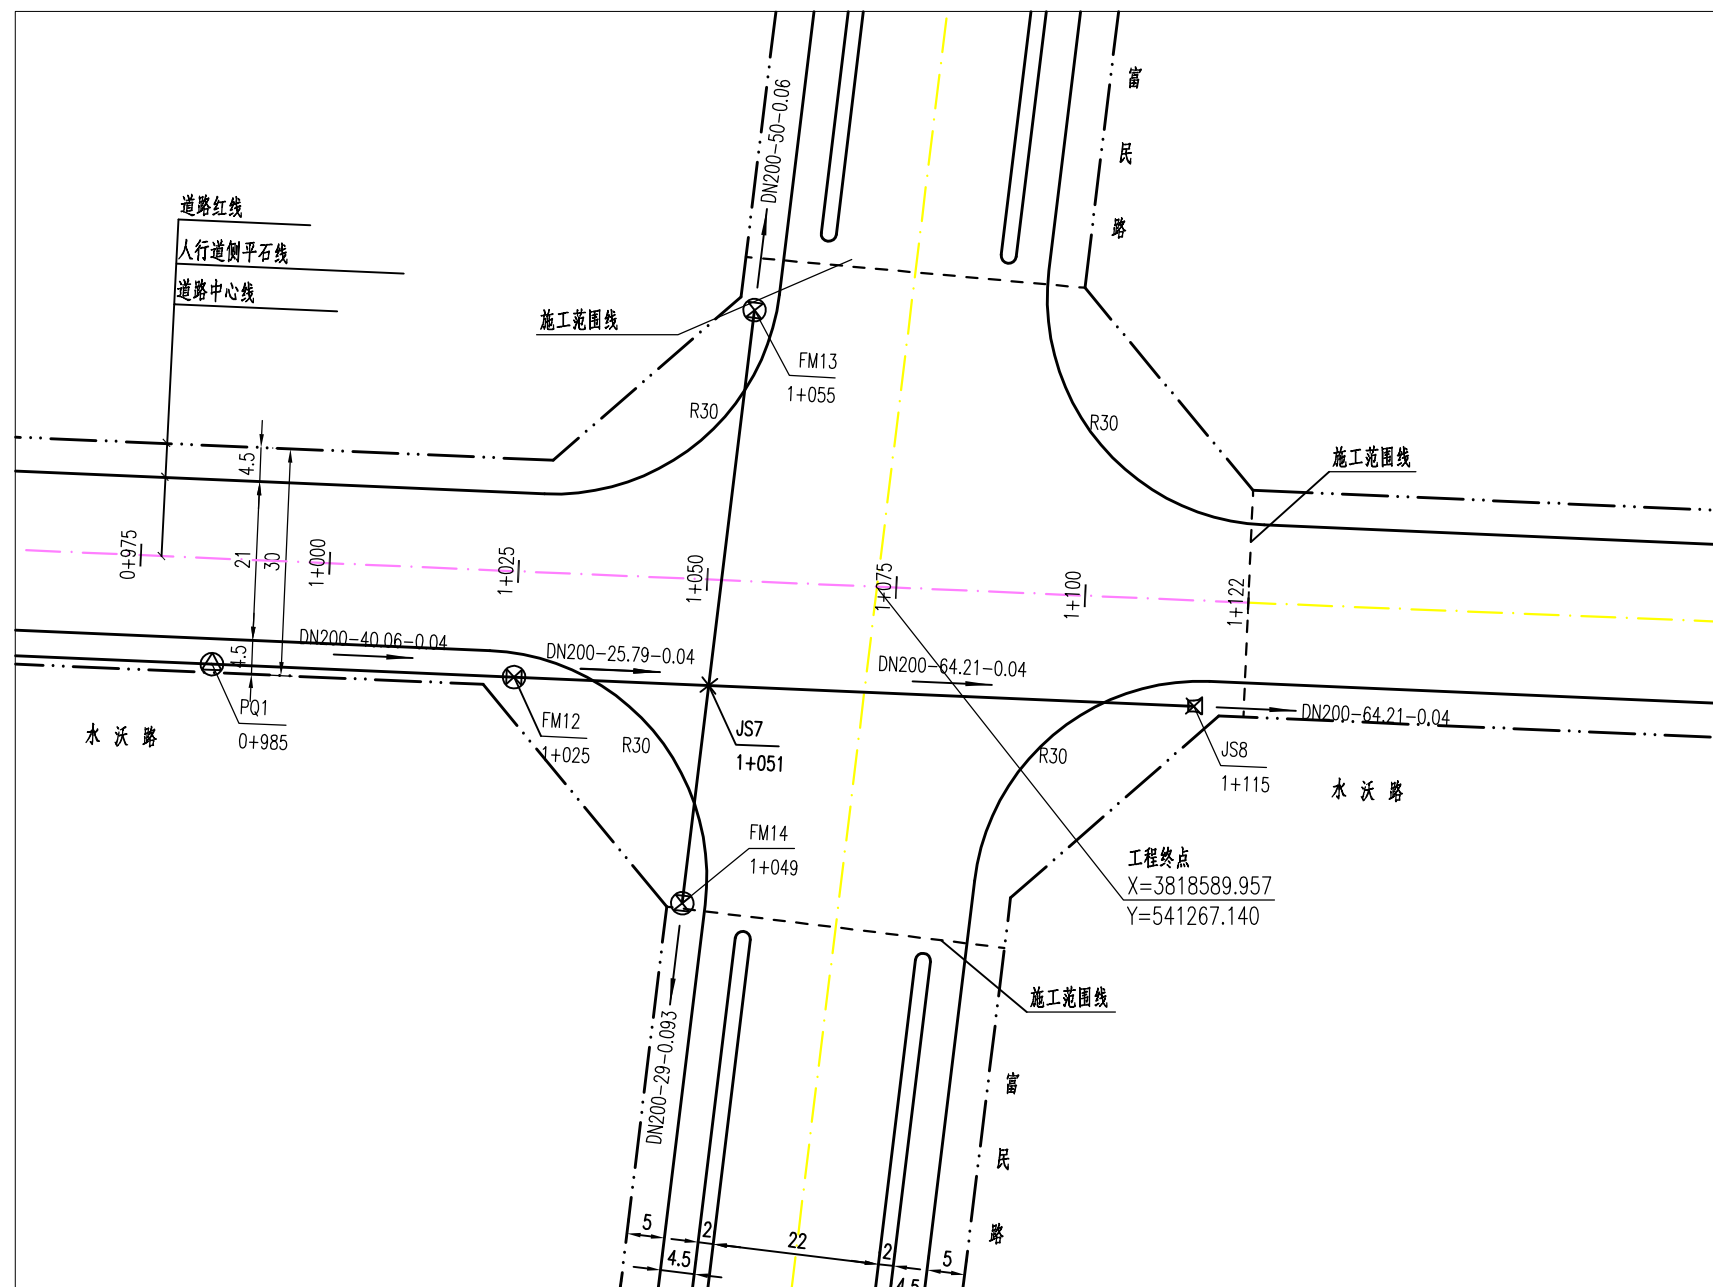 富
民
路
DN200-50-0.06
道路红线
人行道侧平石线
道路中心线
施工范围线
FM13
1+055
R30
R30
施工范围线
4.5
21
30
4.5
0+975
1+000
1+025
1+050
1+075
1+100
1+122
DN200-40.06-0.04
DN200-25.79-0.04
DN200-64.21-0.04
DN200-64.21-0.04
PQ1
0+985
FM12
1+025
R30
JS7
1+051
R30
JS8
1+115
水沃路
水沃路
FM14
1+049
工程终点
X=3818589.957
Y=541267.140
施工范围线
DN200-29-0.093
富
民
路
5
4.5
2
22
2
4.5
5